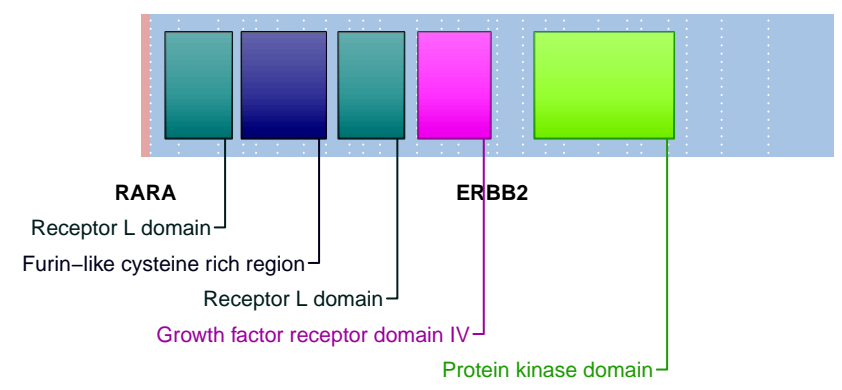 RARA ERBB2
Receptor L domain
Furin−like cysteine rich region
Receptor L domain
Growth factor receptor domain IV
Protein kinase domain